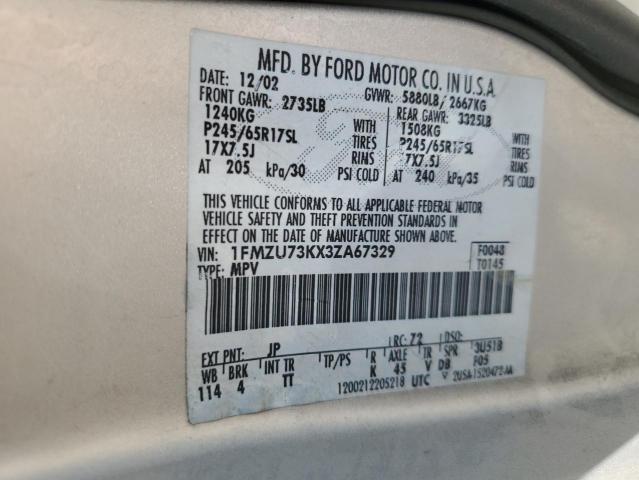 MFD. BY FORD MOTOR CO. IN U.S.A.
DATE: 12/02 GVWR: 5880LB/ 2667KG
FRONT GAWR: 2735LB REAR GAWR: 3325LB
1240KG WITH 1508KG WITH
P245/65R17SL TIRES P245/65R17SL TIRES
17X7.5J RIMS 17X7.5J RIMS
AT 205 kPa/30 PSI COLD AT 240 kPa/35 PSI COLD
THIS VEHICLE CONFORMS TO ALL APPLICABLE FEDERAL MOTOR
VEHICLE SAFETY AND THEFT PREVENTION STANDARDS IN
EFFECT ON THE DATE OF MANUFACTURE SHOWN ABOVE.
VIN: 1FMZU73KX3ZA67329 F0048
TYPE: MPV T0145
EXT PNT: JP RC: 72 DSO:
WB BRK INT TR TP/PS R AXLE TR SPR 3U51B
114 4 TT K 45 V DB F05
1200212205218 UTC 2USA-1520472-AA